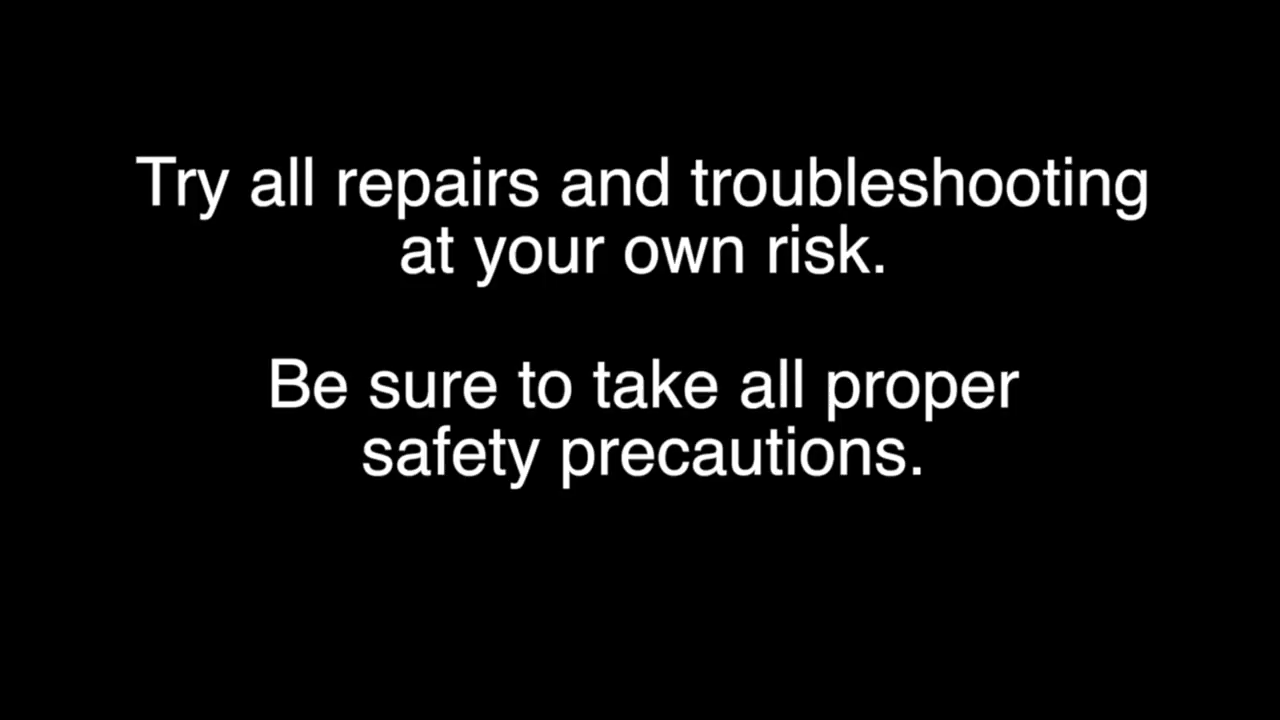 Try all repairs and troubleshooting
at your own risk.
Be sure to take all proper
safety precautions.